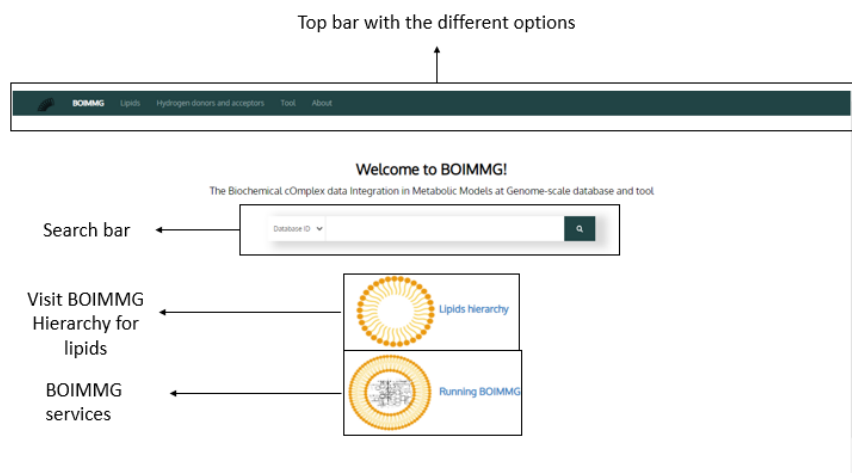 Top bar with the different options
BOIMMG Lipids Hydrogen donors and acceptors Tool About
Welcome to BOIMMG!
The Biochemical cOmplex data Integration in Metabolic Models at Genome-scale database and tool
Search bar
Database ID
Visit BOIMMG
Hierarchy for
lipids
Lipids hierarchy
BOIMMG
services
Running BOIMMG